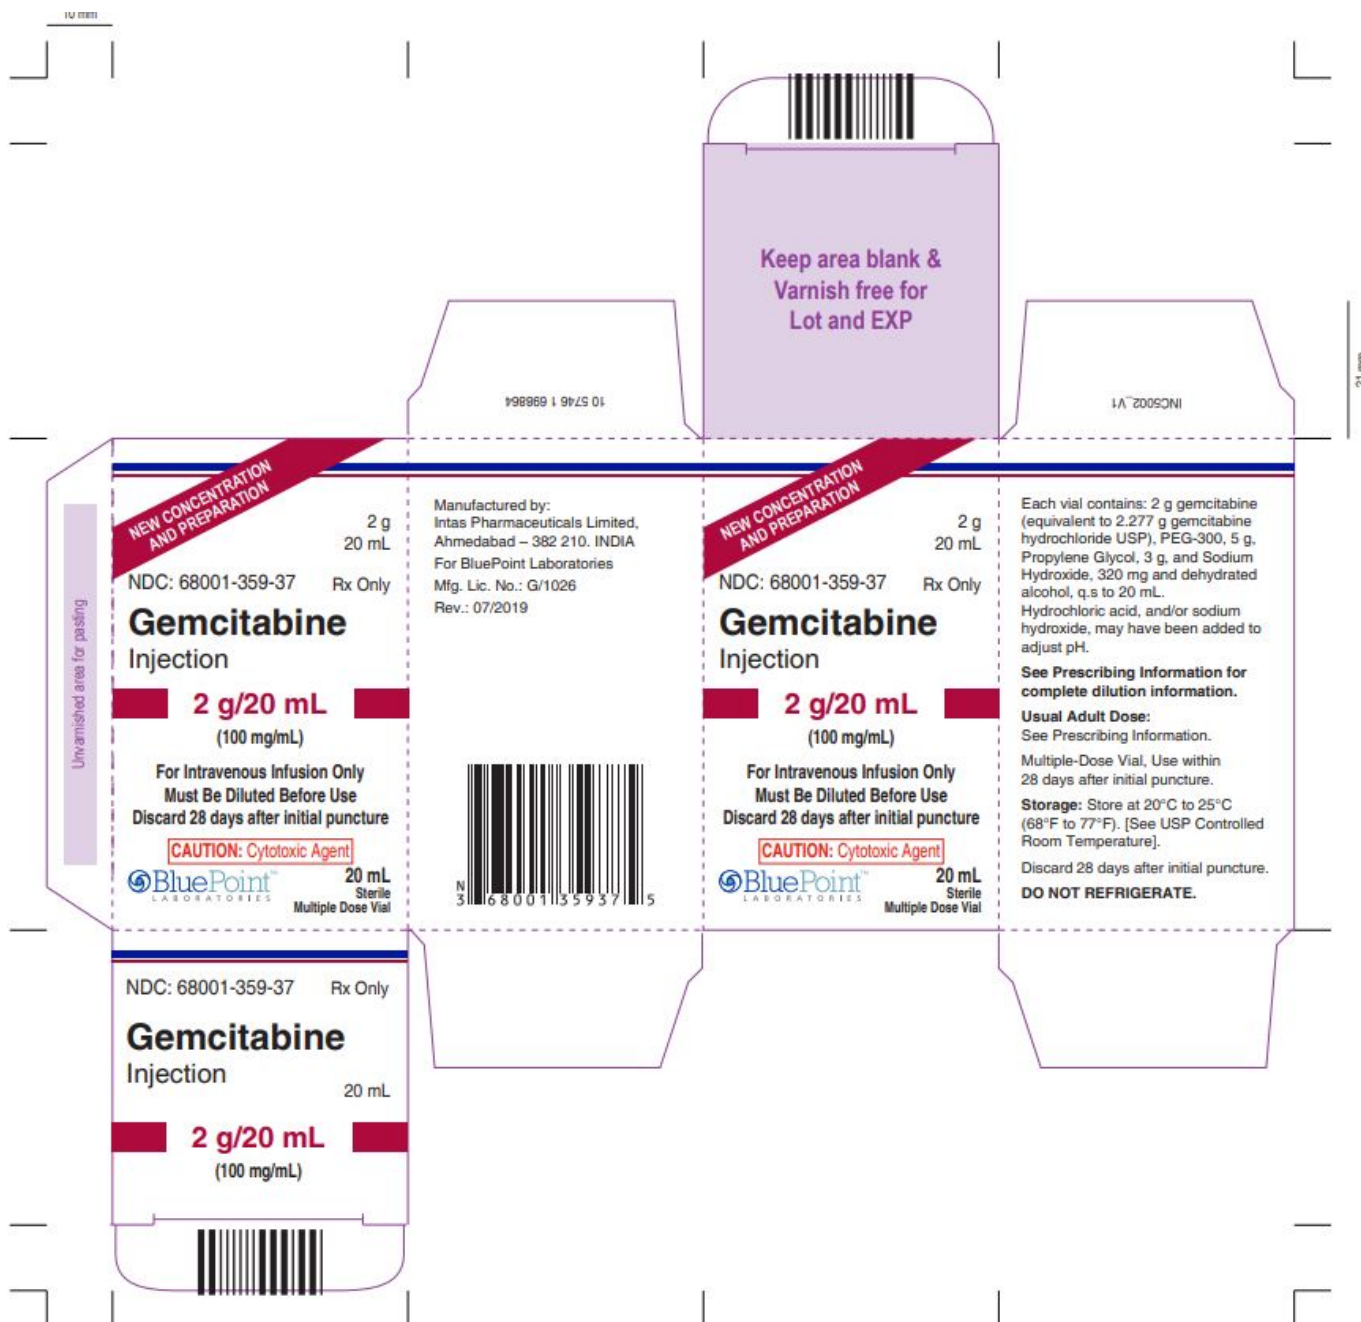 10 mm
Keep area blank &
Varnish free for
Lot and EXP
10 5746 1 698864
INC5002_V1
21 mm
Unvarnished area for pasting
NEW CONCENTRATION
AND PREPARATION
2 g
20 mL
NDC: 68001-359-37 Rx Only
Gemcitabine
Injection
2 g/20 mL
(100 mg/mL)
For Intravenous Infusion Only
Must Be Diluted Before Use
Discard 28 days after initial puncture
CAUTION: Cytotoxic Agent
BluePoint™
LABORATORIES
20 mL
Sterile
Multiple Dose Vial
Manufactured by:
Intas Pharmaceuticals Limited,
Ahmedabad – 382 210. INDIA
For BluePoint Laboratories
Mfg. Lic. No.: G/1026
Rev.: 07/2019
N
3 68001 35937 5
NEW CONCENTRATION
AND PREPARATION
2 g
20 mL
NDC: 68001-359-37 Rx Only
Gemcitabine
Injection
2 g/20 mL
(100 mg/mL)
For Intravenous Infusion Only
Must Be Diluted Before Use
Discard 28 days after initial puncture
CAUTION: Cytotoxic Agent
BluePoint™
LABORATORIES
20 mL
Sterile
Multiple Dose Vial
Each vial contains: 2 g gemcitabine
(equivalent to 2.277 g gemcitabine
hydrochloride USP), PEG-300, 5 g,
Propylene Glycol, 3 g, and Sodium
Hydroxide, 320 mg and dehydrated
alcohol, q.s to 20 mL.
Hydrochloric acid, and/or sodium
hydroxide, may have been added to
adjust pH.
See Prescribing Information for
complete dilution information.
Usual Adult Dose:
See Prescribing Information.
Multiple-Dose Vial, Use within
28 days after initial puncture.
Storage: Store at 20°C to 25°C
(68°F to 77°F). [See USP Controlled
Room Temperature].
Discard 28 days after initial puncture.
DO NOT REFRIGERATE.
NDC: 68001-359-37 Rx Only
Gemcitabine
Injection
20 mL
2 g/20 mL
(100 mg/mL)